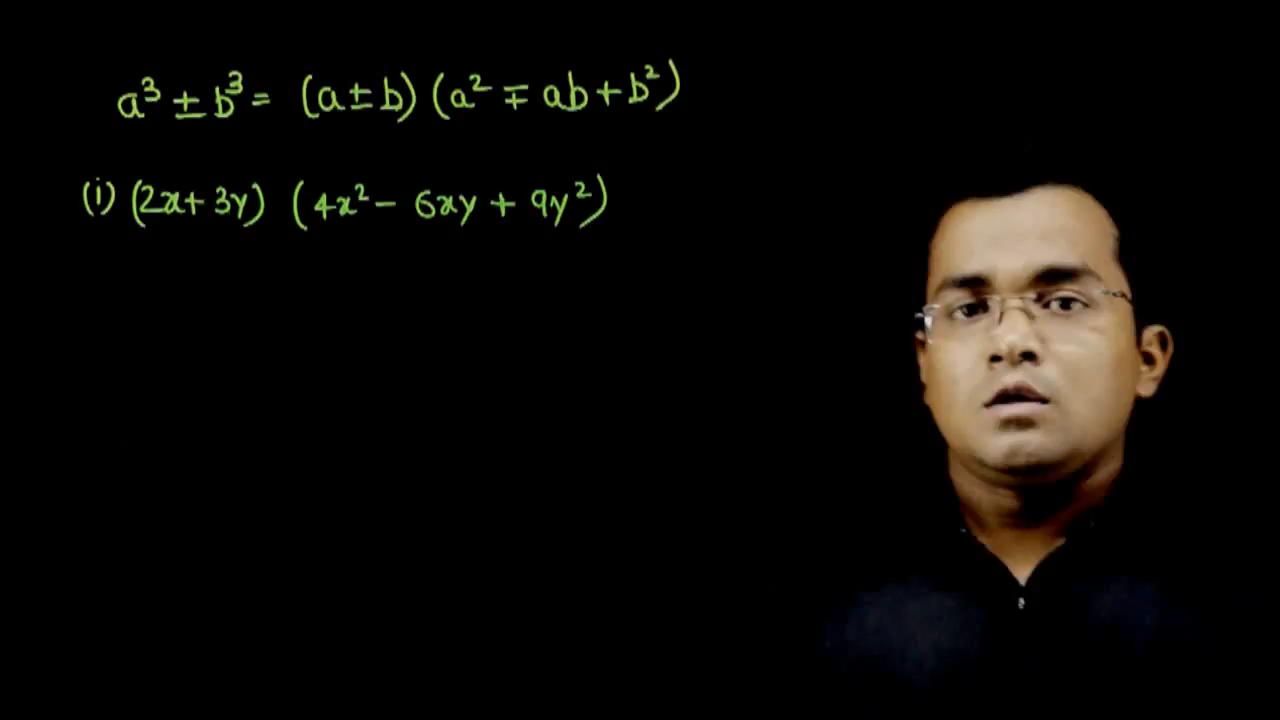 a³ ± b³ = (a ± b) (a² ∓ ab + b²)
(i) (2x + 3y) (4x² − 6xy + 9y²)